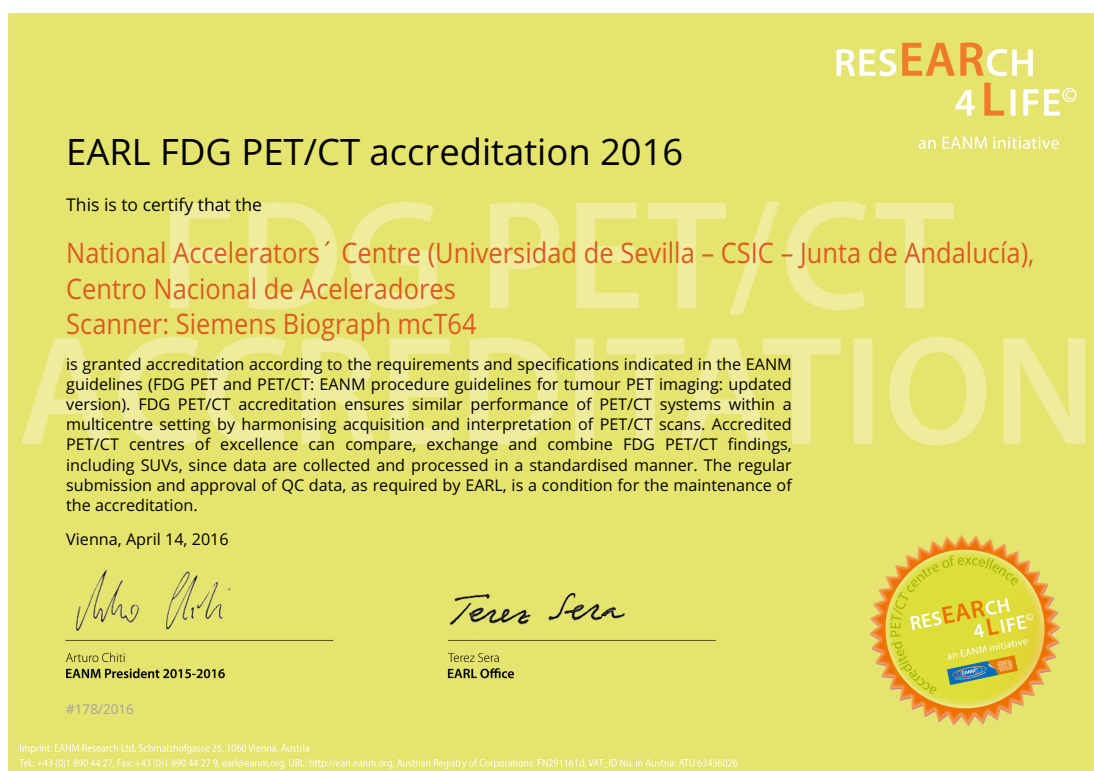 RESEARCH
4 LIFE©
an EANM initiative
EARL FDG PET/CT accreditation 2016
This is to certify that the
FDG PET/CT
ACCREDITATION
National Accelerators´ Centre (Universidad de Sevilla – CSIC – Junta de Andalucía),
Centro Nacional de Aceleradores
Scanner: Siemens Biograph mcT64
is granted accreditation according to the requirements and specifications indicated in the EANM
guidelines (FDG PET and PET/CT: EANM procedure guidelines for tumour PET imaging: updated
version). FDG PET/CT accreditation ensures similar performance of PET/CT systems within a
multicentre setting by harmonising acquisition and interpretation of PET/CT scans. Accredited
PET/CT centres of excellence can compare, exchange and combine FDG PET/CT findings,
including SUVs, since data are collected and processed in a standardised manner. The regular
submission and approval of QC data, as required by EARL, is a condition for the maintenance of
the accreditation.
Vienna, April 14, 2016
Terez Sera
Arturo Chiti
EANM President 2015-2016
Terez Sera
EARL Office
#178/2016
accredited PET/CT centre of excellence
RESEARCH
4 LIFE©
an EANM initiative
EANM
Imprint: EANM Research Ltd, Schmalzhofgasse 26, 1060 Vienna, Austria
Tel.: +43 (0)1 890 44 27, Fax: +43 (0)1 890 44 27 9, earl@eanm.org, URL: http://earl.eanm.org, Austrian Registry of Corporations: FN291161d, VAT_ID No. in Austria: ATU 63436026